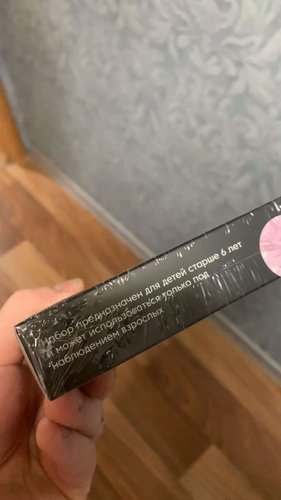 Набор предназначен для детей старше 6 лет
и может использоваться только под
наблюдением взрослых